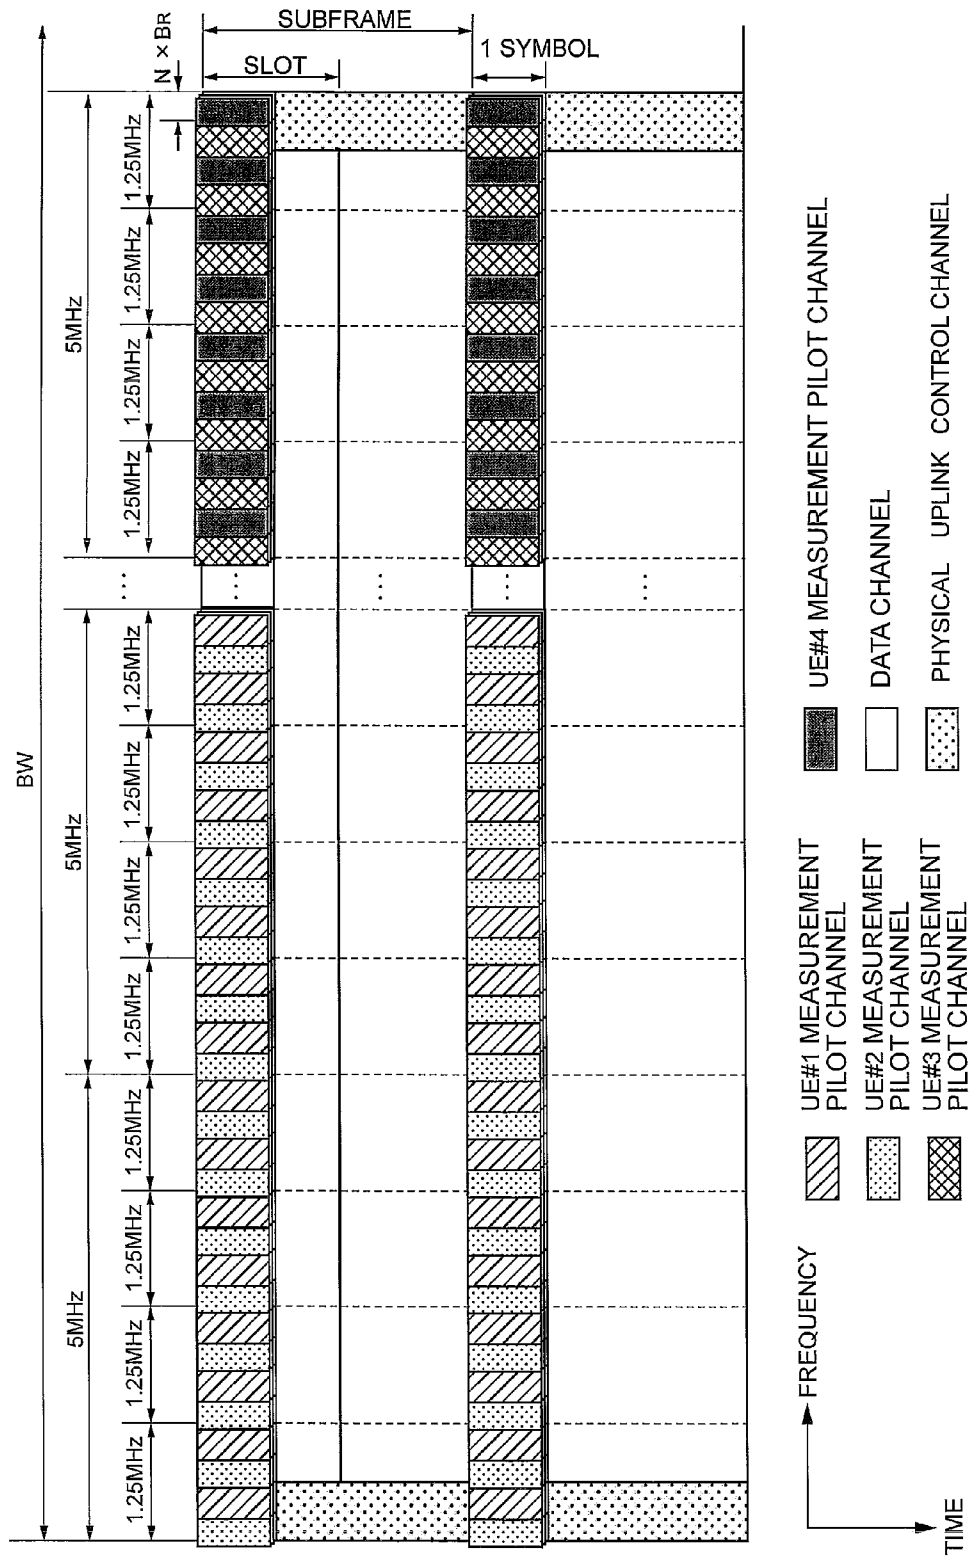 BW
5MHz
5MHz
5MHz
1.25MHz
1.25MHz
1.25MHz
1.25MHz
1.25MHz
1.25MHz
1.25MHz
1.25MHz
...
1.25MHz
1.25MHz
1.25MHz
1.25MHz
N × BR
SUBFRAME
SLOT
1 SYMBOL
...
...
...
...
FREQUENCY
TIME
UE#1 MEASUREMENT
PILOT CHANNEL
UE#2 MEASUREMENT
PILOT CHANNEL
UE#3 MEASUREMENT
PILOT CHANNEL
UE#4 MEASUREMENT PILOT CHANNEL
DATA CHANNEL
PHYSICAL UPLINK CONTROL CHANNEL